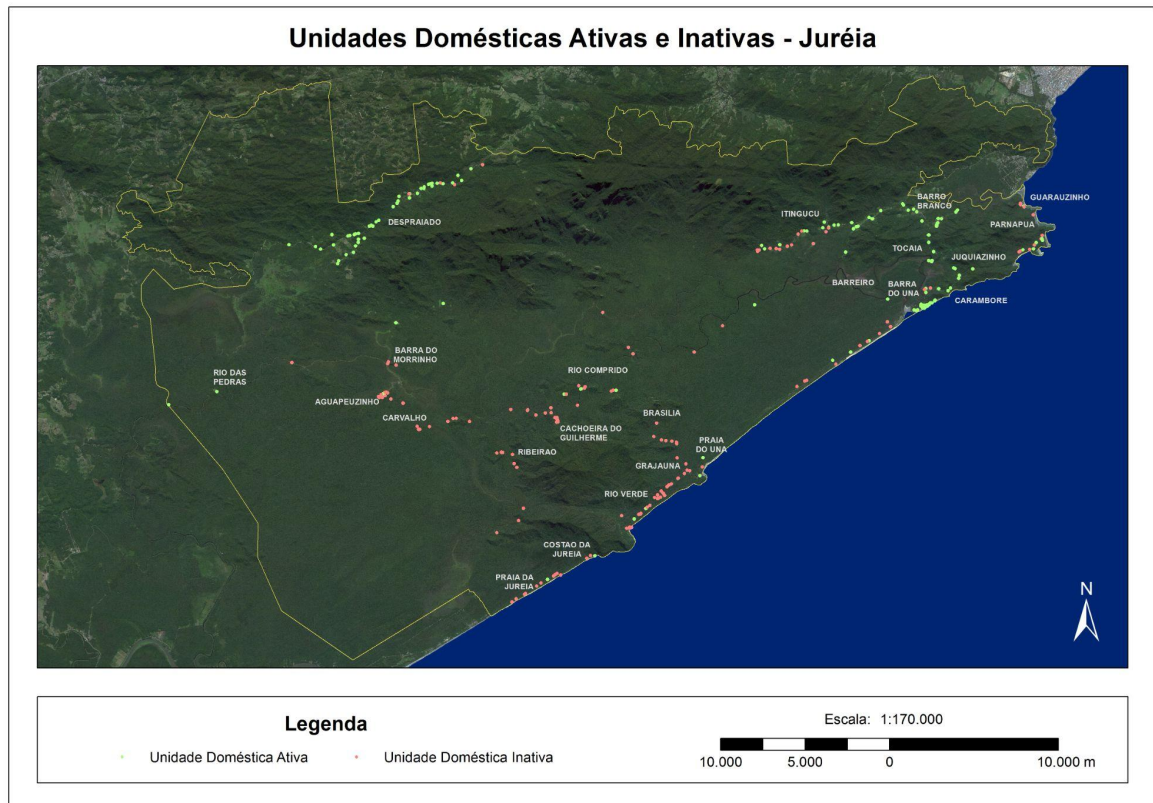 Unidades Domésticas Ativas e Inativas - Juréia
GUARAUZINHO
BARRO
BRANCO
ITINGUCU
PARNAPUA
DESPRAIADO
TOCAIA
JUQUIAZINHO
BARREIRO
BARRA
DO UNA
CARAMBORE
BARRA DO
MORRINHO
RIO DAS
PEDRAS
RIO COMPRIDO
AGUAPEUZINHO
CARVALHO
BRASILIA
CACHOEIRA DO
GUILHERME
PRAIA
DO UNA
RIBEIRAO
GRAJAUNA
RIO VERDE
COSTAO DA
JUREIA
PRAIA DA
JUREIA
N
Legenda
Unidade Doméstica Ativa
Unidade Doméstica Inativa
Escala: 1:170.000
10.000 5.000 0 10.000 m